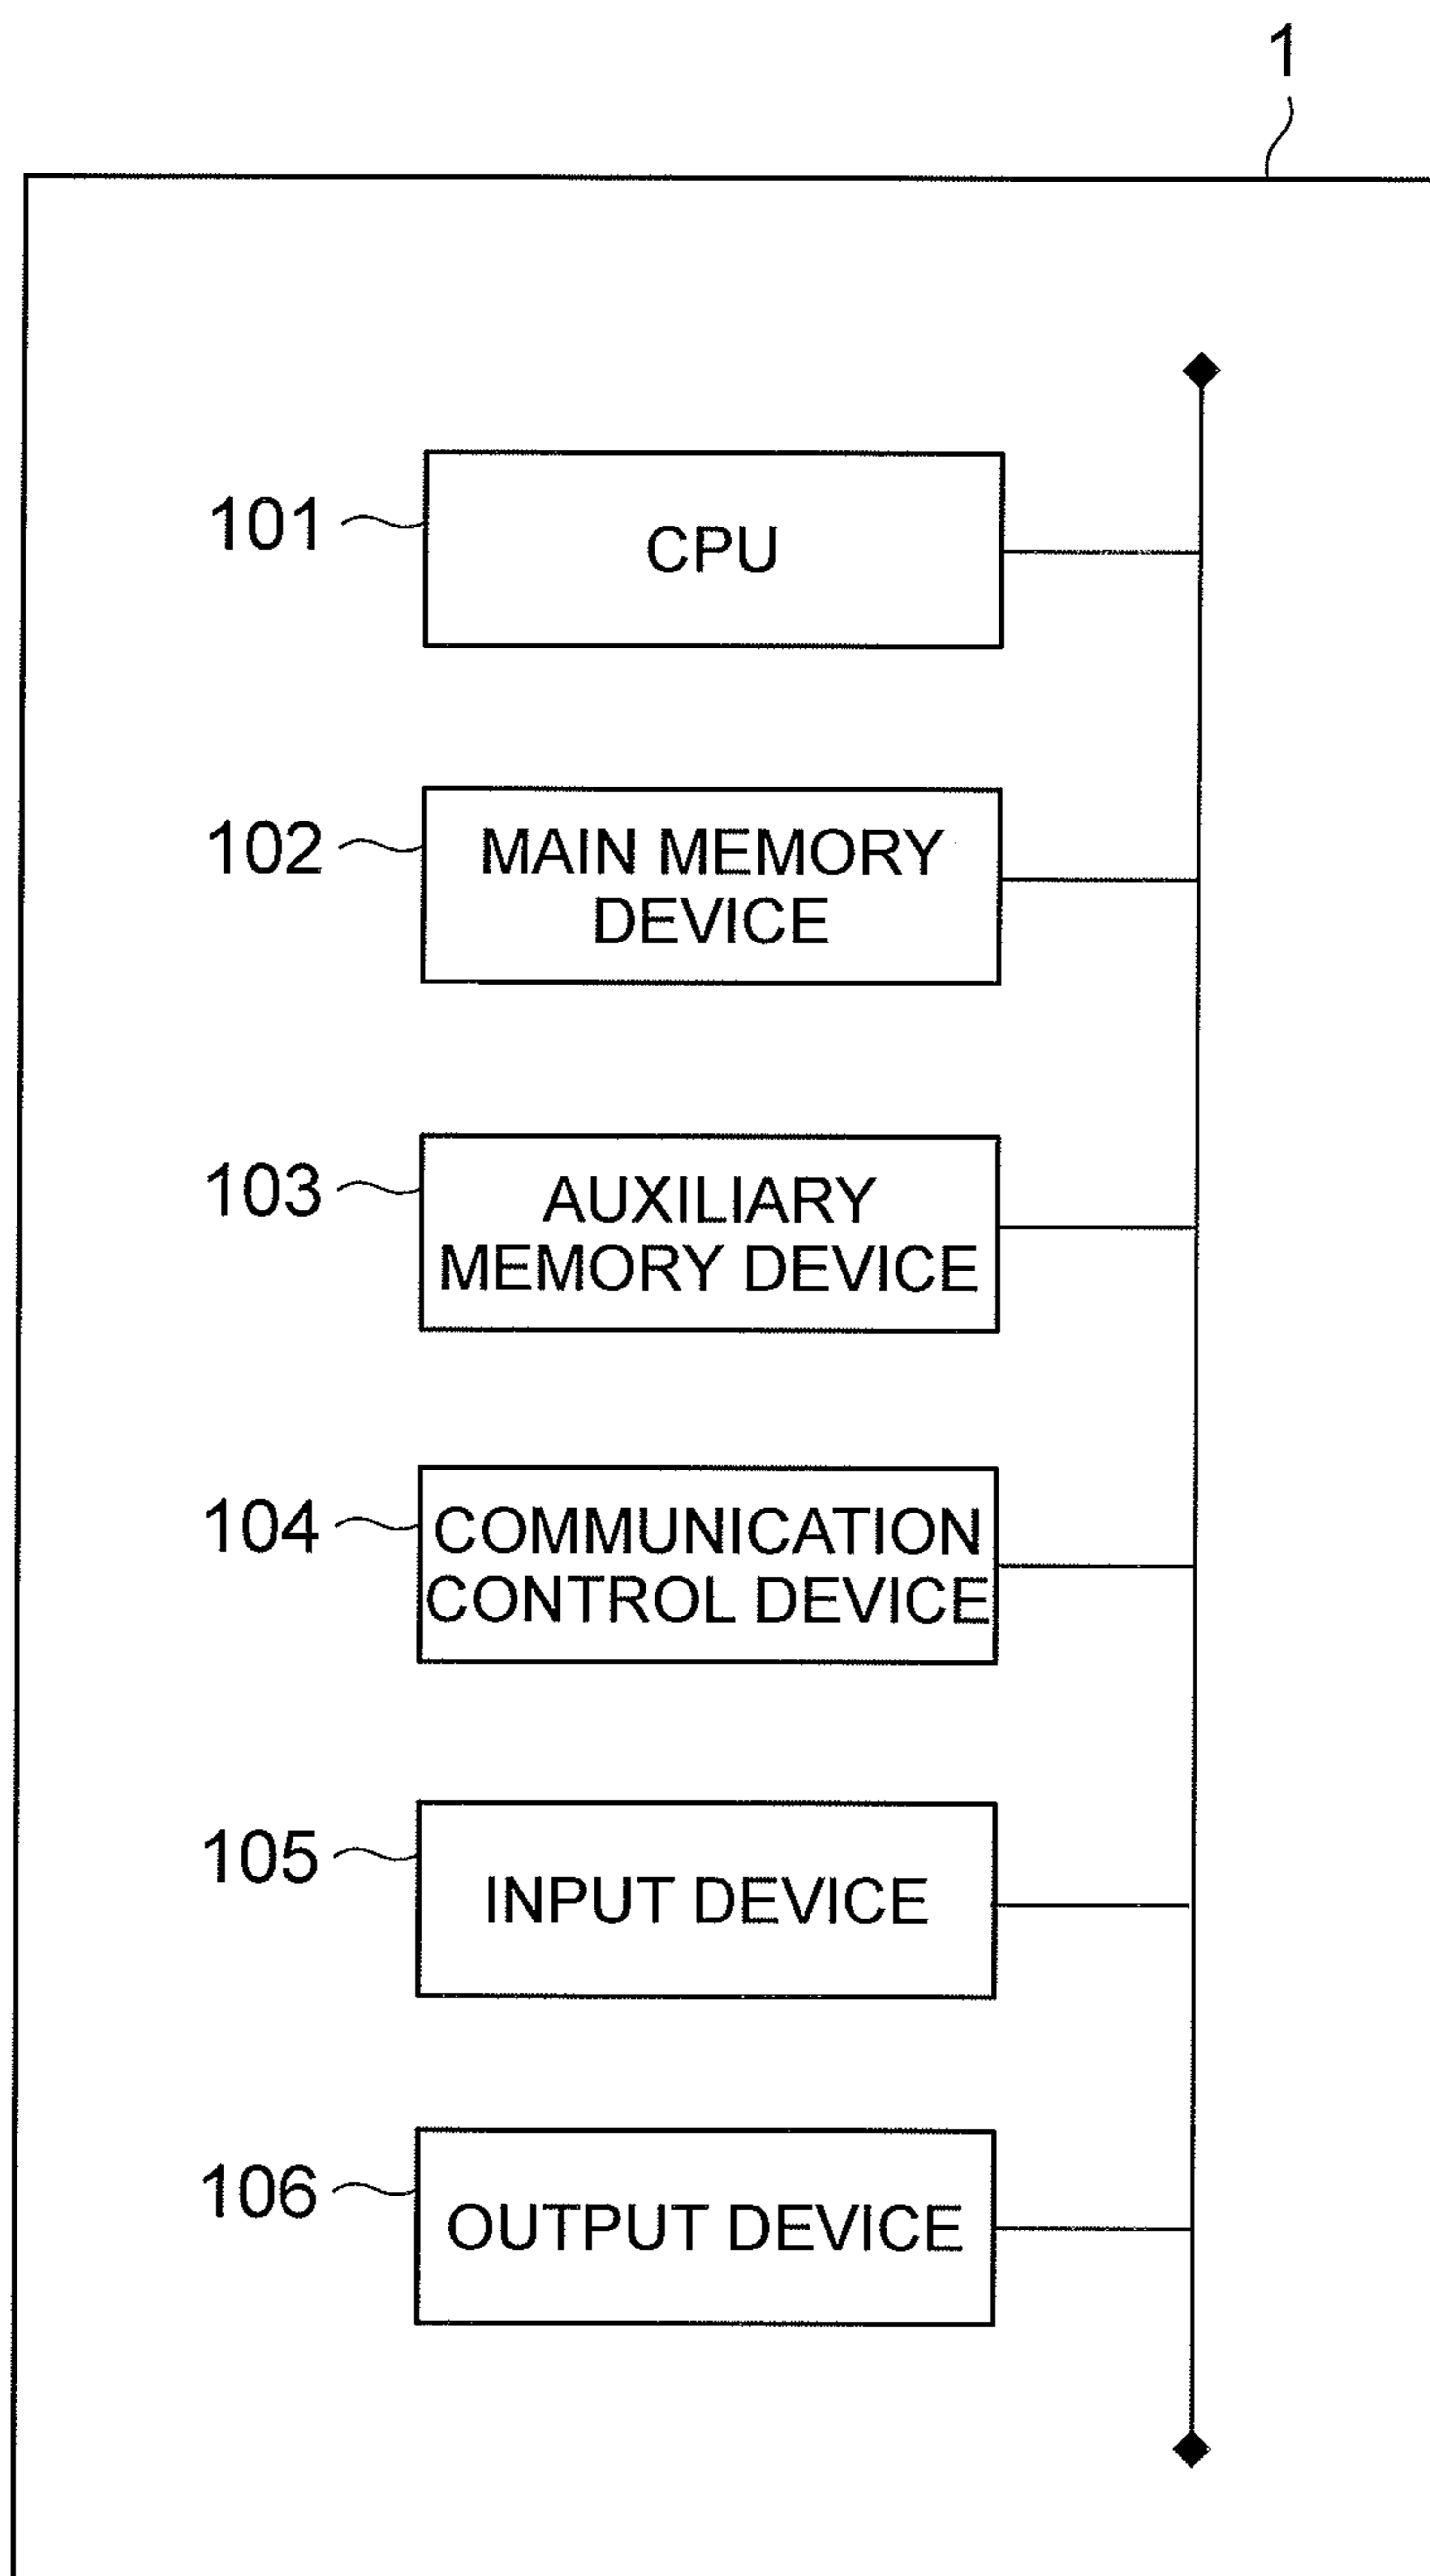 1
101
CPU
102
MAIN MEMORY
DEVICE
103
AUXILIARY
MEMORY DEVICE
104
COMMUNICATION
CONTROL DEVICE
105
INPUT DEVICE
106
OUTPUT DEVICE